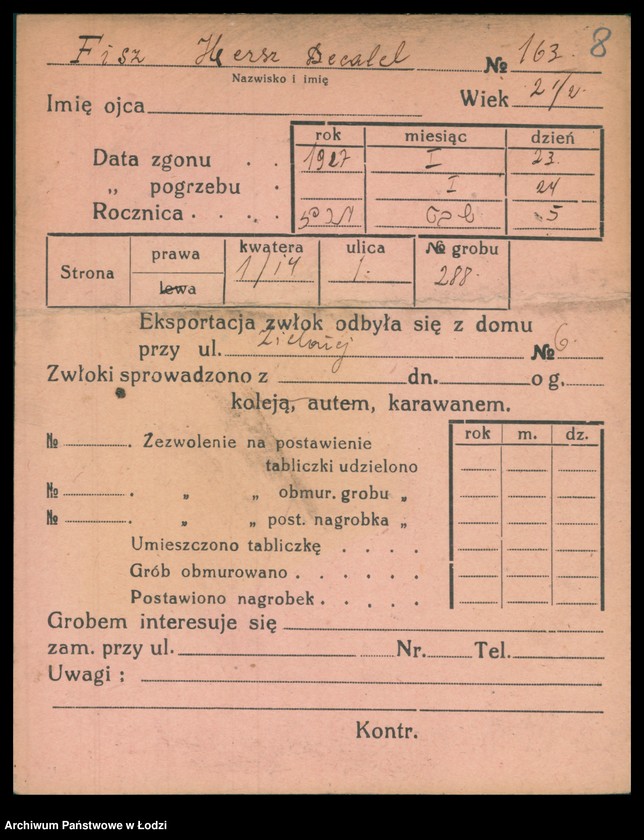 Fisz Hersz Becalel № 163. 8
Nazwisko i imię
Imię ojca Wiek 2 1/2.
rok miesiąc dzień
Data zgonu . . 1927 I 23.
„ pogrzebu . I 24
Rocznica . . . . 5
Strona prawa lewa kwatera 1/14 ulica 1. № grobu 288.
Eksportacja zwłok odbyła się z domu
przy ul. Zielonej № 6.
Zwłoki sprowadzono z dn. o g.
koleją, autem, karawanem.
rok m. dz.
№ . Zezwolenie na postawienie
tabliczki udzielono
№ . „ „ obmur. grobu „
№ . „ „ post. nagrobka „
Umieszczono tabliczkę . . . .
Grób obmurowano . . . . .
Postawiono nagrobek . . . . .
Grobem interesuje się
zam. przy ul. Nr. Tel.
Uwagi :
Kontr.
Archiwum Państwowe w Łodzi